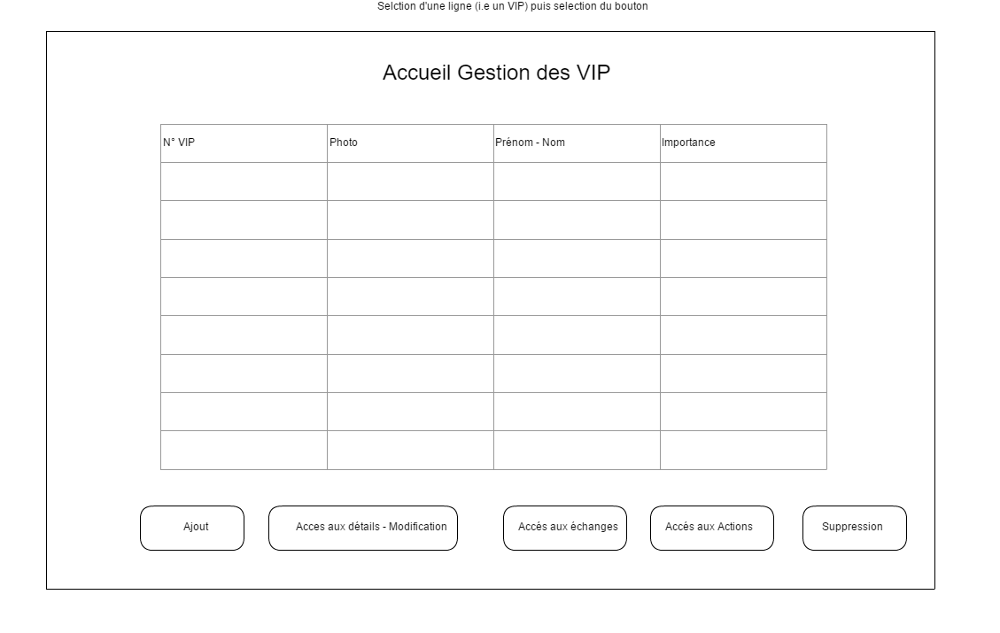 Selction d'une ligne (i.e un VIP) puis selection du bouton
Accueil Gestion des VIP
N° VIP Photo Prénom - Nom Importance
Ajout Acces aux détails - Modification Accés aux échanges Accés aux Actions Suppression